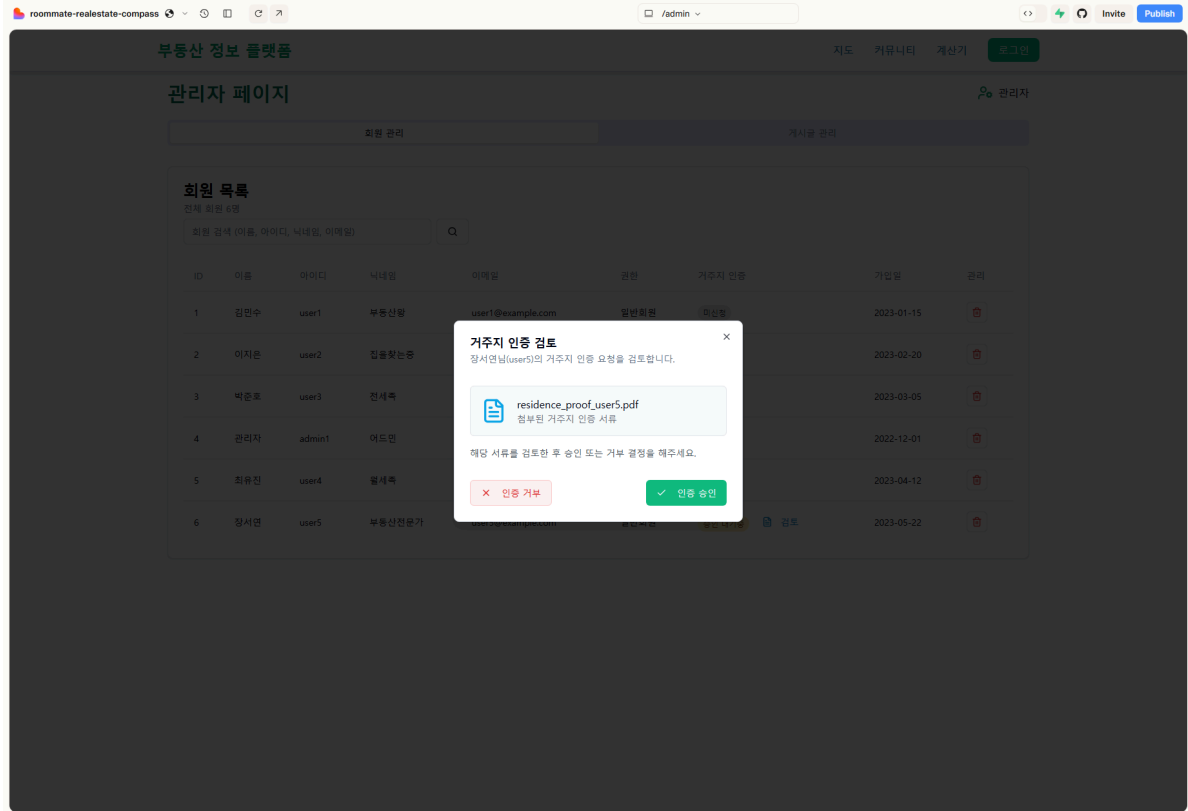 roommate-realestate-compass
/admin
Invite
Publish
부동산 정보 플랫폼
지도 커뮤니티 계산기 로그인
관리자 페이지
관리자
회원 관리 게시글 관리
회원 목록
전체 회원 6명
회원 검색 (이름, 아이디, 닉네임, 이메일)
ID 이름 아이디 닉네임 이메일 권한 거주지 인증 가입일 관리
1 김민수 user1 부동산왕 user1@example.com 일반회원 미신청 2023-01-15
2 이지은 user2 집을찾는중 2023-02-20
3 박준호 user3 전세족 2023-03-05
4 관리자 admin1 어드민 2022-12-01
5 최유진 user4 월세족 2023-04-12
6 장서연 user5 부동산전문가 user5@example.com 일반회원 검토 2023-05-22
거주지 인증 검토
장서연님(user5)의 거주지 인증 요청을 검토합니다.
residence_proof_user5.pdf
첨부된 거주지 인증 서류
해당 서류를 검토한 후 승인 또는 거부 결정을 해주세요.
인증 거부
인증 승인